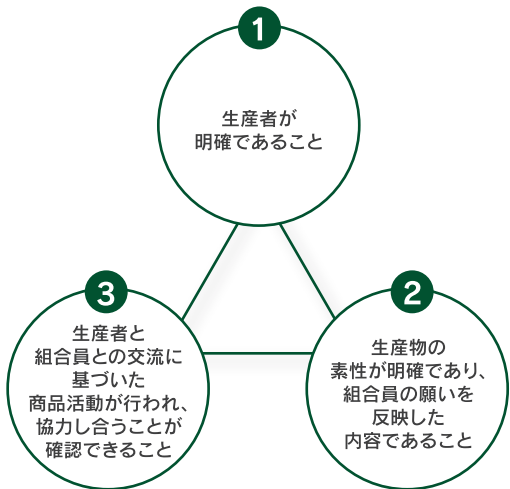 1
生産者が
明確であること
2
生産物の
素性が明確であり、
組合員の願いを
反映した
内容であること
3
生産者と
組合員との交流に
基づいた
商品活動が行われ、
協力し合うことが
確認できること